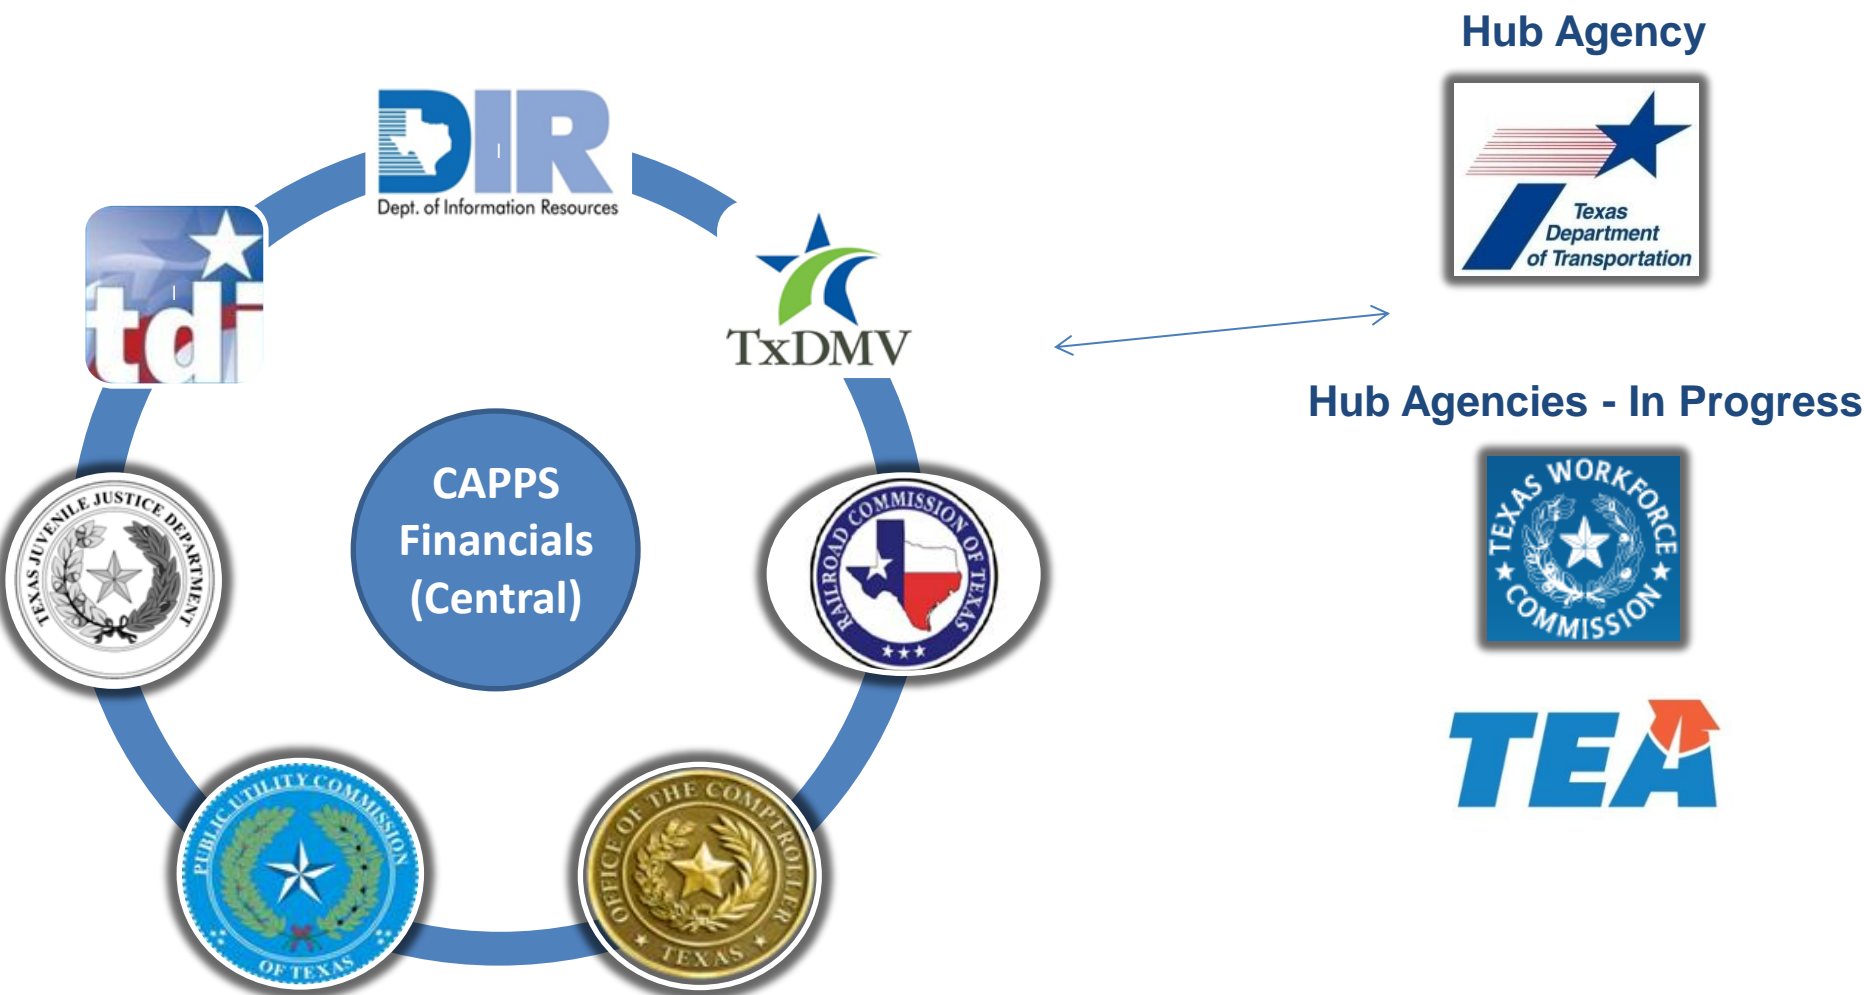 Hub Agency
DIR
Dept. of Information Resources
Texas
Department
of Transportation
tdi
TxDMV
Hub Agencies - In Progress
CAPPS
Financials
(Central)
TEXAS JUVENILE JUSTICE DEPARTMENT
RAILROAD COMMISSION OF TEXAS
TEXAS WORKFORCE
COMMISSION
TEA
PUBLIC UTILITY COMMISSION
OF TEXAS
OFFICE OF THE COMPTROLLER
TEXAS